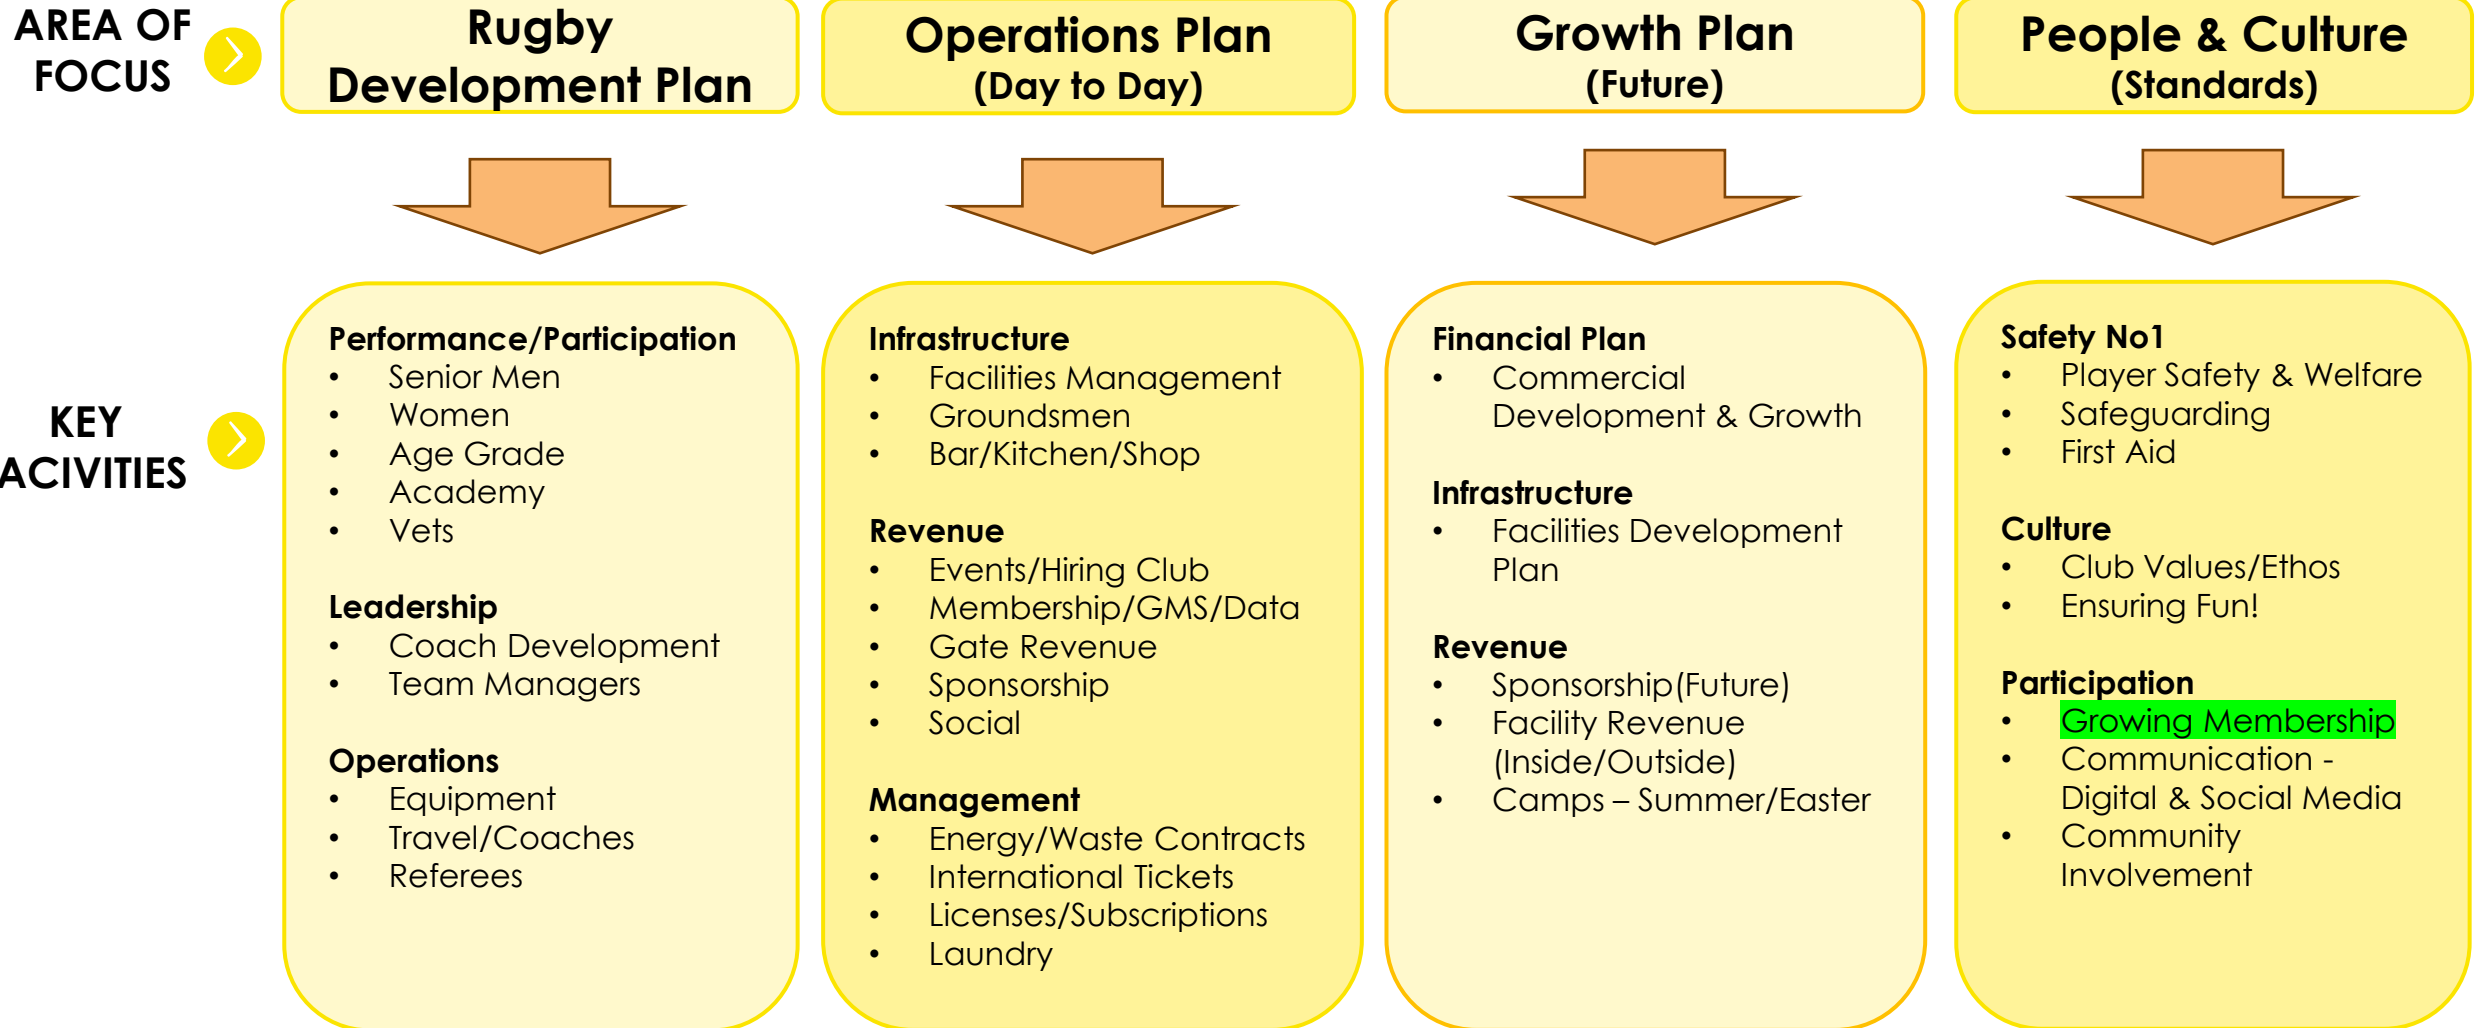 AREA OF
FOCUS
Rugby
Development Plan
Operations Plan
(Day to Day)
Growth Plan
(Future)
People & Culture
(Standards)
KEY
ACIVITIES
Performance/Participation
• Senior Men
• Women
• Age Grade
• Academy
• Vets
Leadership
• Coach Development
• Team Managers
Operations
• Equipment
• Travel/Coaches
• Referees
Infrastructure
• Facilities Management
• Groundsmen
• Bar/Kitchen/Shop
Revenue
• Events/Hiring Club
• Membership/GMS/Data
• Gate Revenue
• Sponsorship
• Social
Management
• Energy/Waste Contracts
• International Tickets
• Licenses/Subscriptions
• Laundry
Financial Plan
• Commercial
Development & Growth
Infrastructure
• Facilities Development
Plan
Revenue
• Sponsorship(Future)
• Facility Revenue
(Inside/Outside)
• Camps – Summer/Easter
Safety No1
• Player Safety & Welfare
• Safeguarding
• First Aid
Culture
• Club Values/Ethos
• Ensuring Fun!
Participation
• Growing Membership
• Communication -
Digital & Social Media
• Community
Involvement